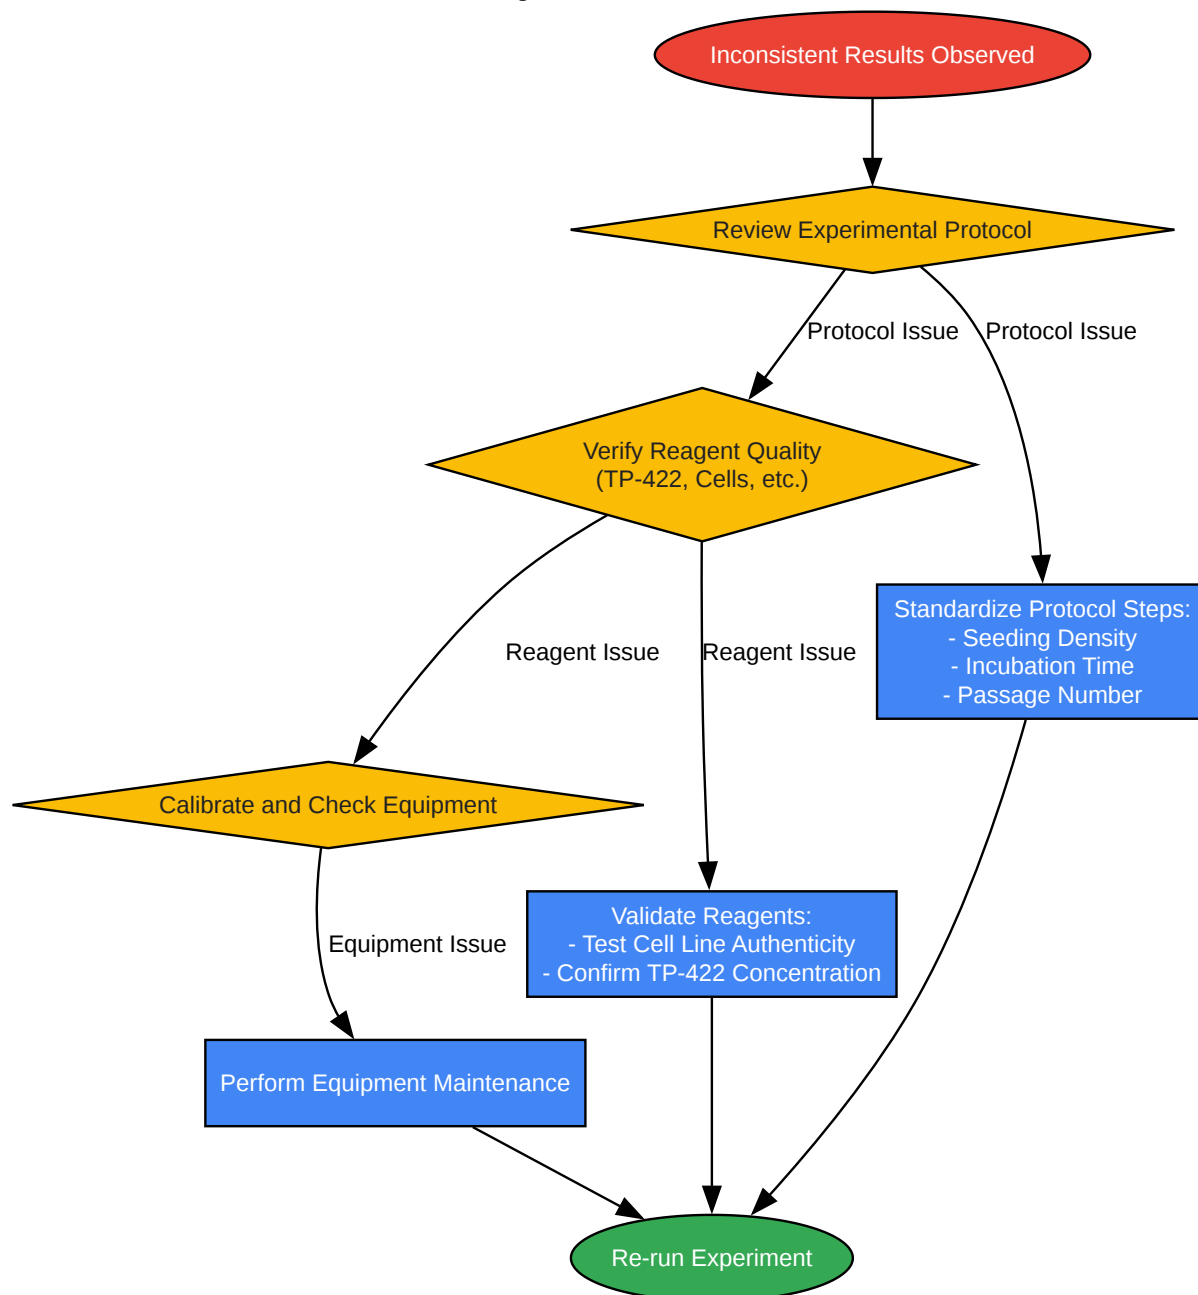 Inconsistent Results Observed
Review Experimental Protocol
Protocol Issue
Protocol Issue
Verify Reagent Quality
(TP-422, Cells, etc.)
Standardize Protocol Steps:
- Seeding Density
- Incubation Time
- Passage Number
Reagent Issue
Reagent Issue
Calibrate and Check Equipment
Validate Reagents:
- Test Cell Line Authenticity
- Confirm TP-422 Concentration
Equipment Issue
Perform Equipment Maintenance
Re-run Experiment